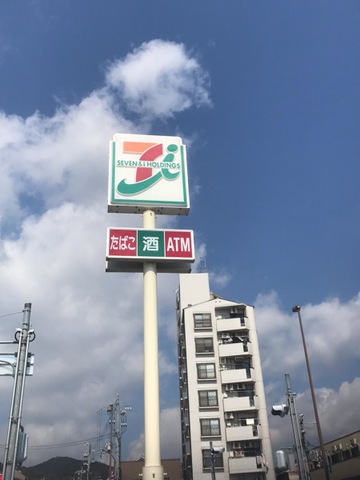 SEVEN & i HOLDINGS
たばこ 酒 ATM